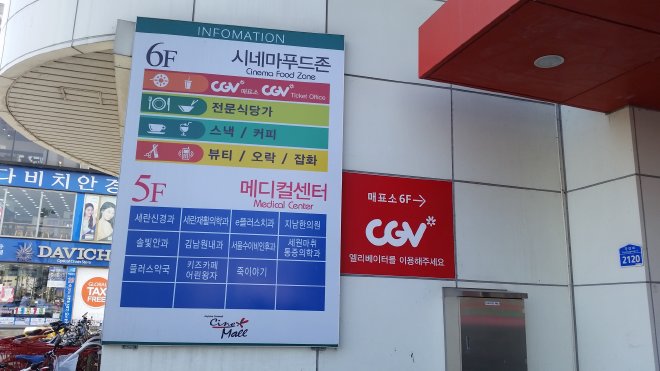 INFOMATION
6F 시네마푸드존
Cinema Food Zone
CGV 매표소 CGV Ticket Office
전문식당가
스낵 / 커피
뷰티 / 오락 / 잡화
5F 메디컬센터
Medical Center
세란신경과 세란재활의학과 e플러스치과 지남한의원
솔빛안과 김남원내과 서울수이비인후과 세원마취통증의학과
플러스약국 키즈카페 어린왕자 죽이야기
Cine Mall
매표소 6F →
CGV
엘리베이터를 이용해주세요
다비치안경
DAVICH
GLOBAL
TAX
FREE
2120